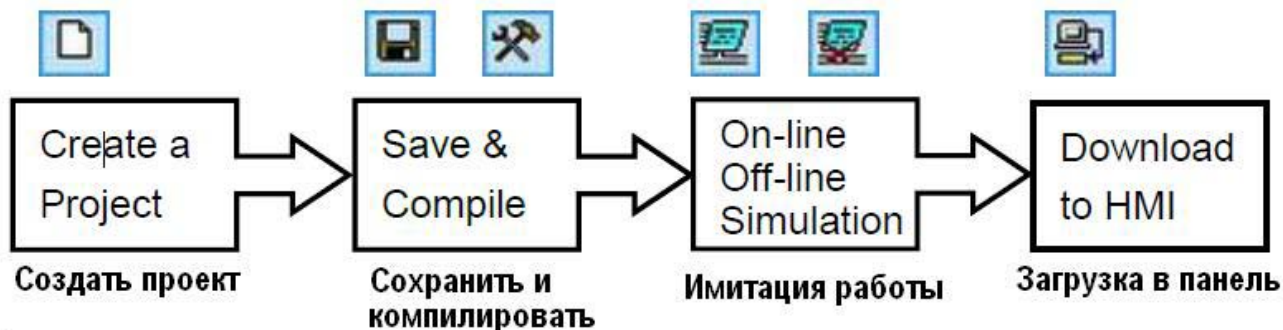 Create a
Project
Save &
Compile
On-line
Off-line
Simulation
Download
to HMI
Создать проект
Сохранить и
компилировать
Имитация работы
Загрузка в панель